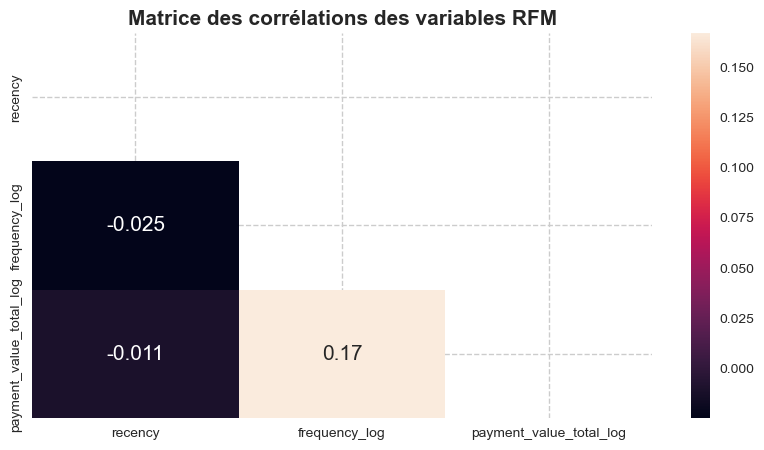 Matrice des corrélations des variables RFM
recency
frequency_log
payment_value_total_log
-0.025
-0.011
0.17
recency
frequency_log
payment_value_total_log
0.150
0.125
0.100
0.075
0.050
0.025
0.000